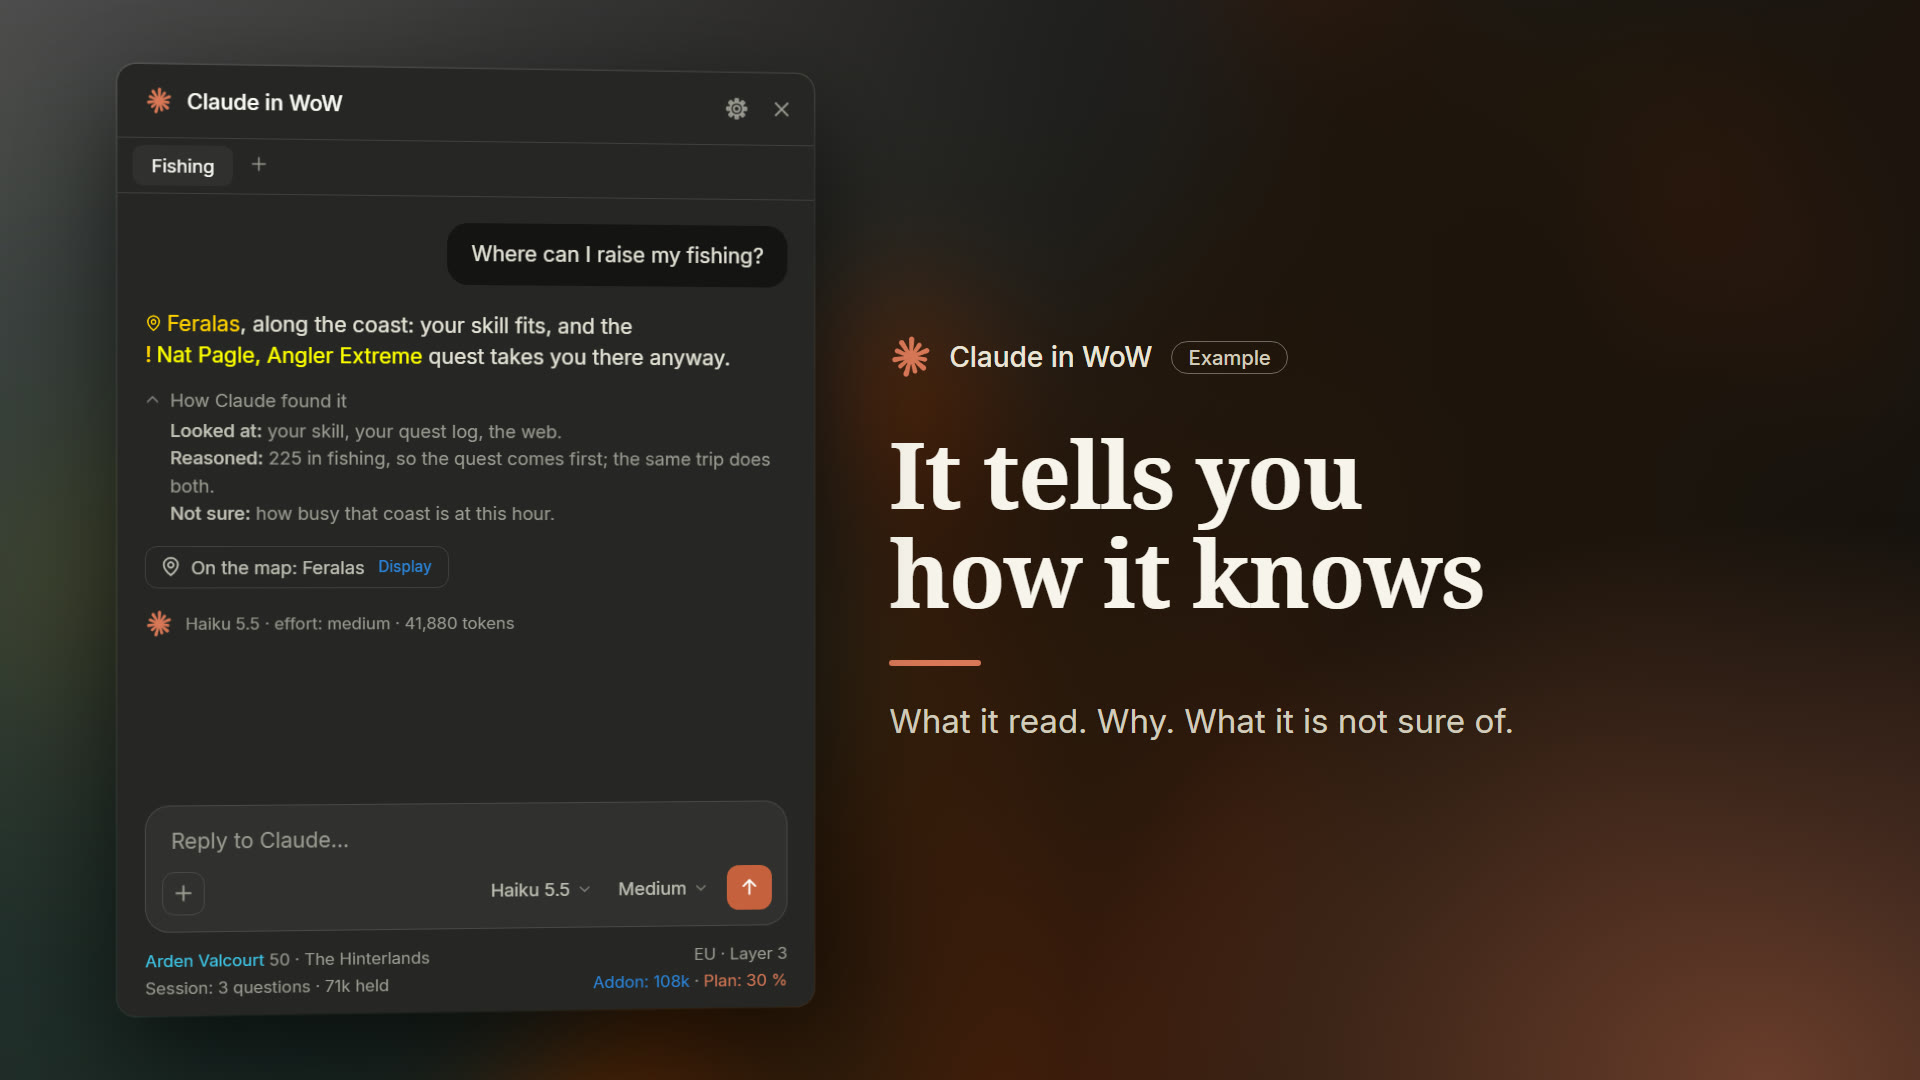 Claude in WoW
Fishing
Where can I raise my fishing?
Feralas, along the coast: your skill fits, and the
! Nat Pagle, Angler Extreme quest takes you there anyway.
How Claude found it
Looked at: your skill, your quest log, the web.
Reasoned: 225 in fishing, so the quest comes first; the same trip does
both.
Not sure: how busy that coast is at this hour.
On the map: Feralas Display
Haiku 5.5 · effort: medium · 41,880 tokens
Reply to Claude...
Haiku 5.5 Medium
Arden Valcourt 50 · The Hinterlands
EU · Layer 3
Session: 3 questions · 71k held
Addon: 108k · Plan: 30 %
Claude in WoW Example
It tells you
how it knows
What it read. Why. What it is not sure of.